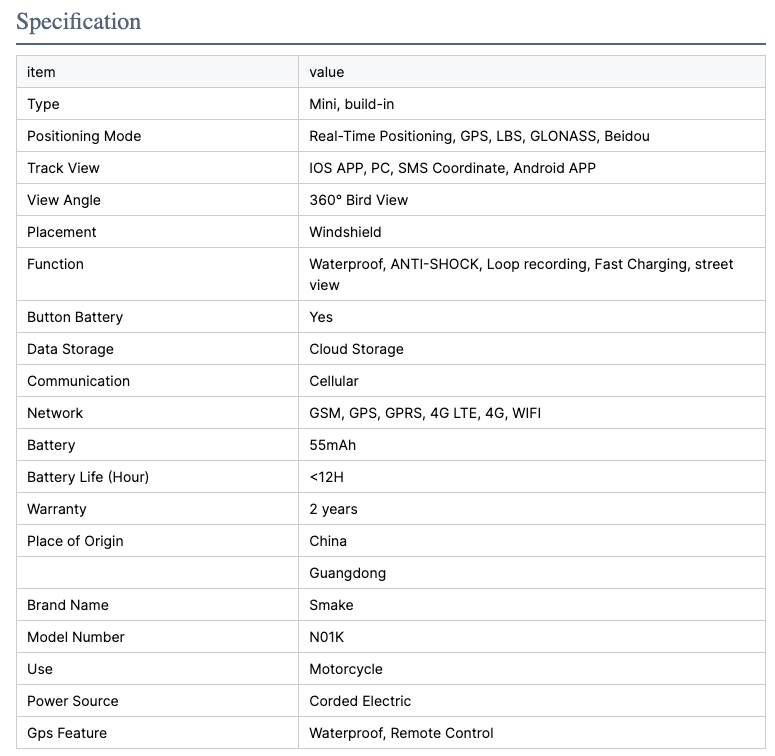 Specification
item value
Type Mini, build-in
Positioning Mode Real-Time Positioning, GPS, LBS, GLONASS, Beidou
Track View IOS APP, PC, SMS Coordinate, Android APP
View Angle 360° Bird View
Placement Windshield
Function Waterproof, ANTI-SHOCK, Loop recording, Fast Charging, street
view
Button Battery Yes
Data Storage Cloud Storage
Communication Cellular
Network GSM, GPS, GPRS, 4G LTE, 4G, WIFI
Battery 55mAh
Battery Life (Hour) <12H
Warranty 2 years
Place of Origin China
Guangdong
Brand Name Smake
Model Number N01K
Use Motorcycle
Power Source Corded Electric
Gps Feature Waterproof, Remote Control